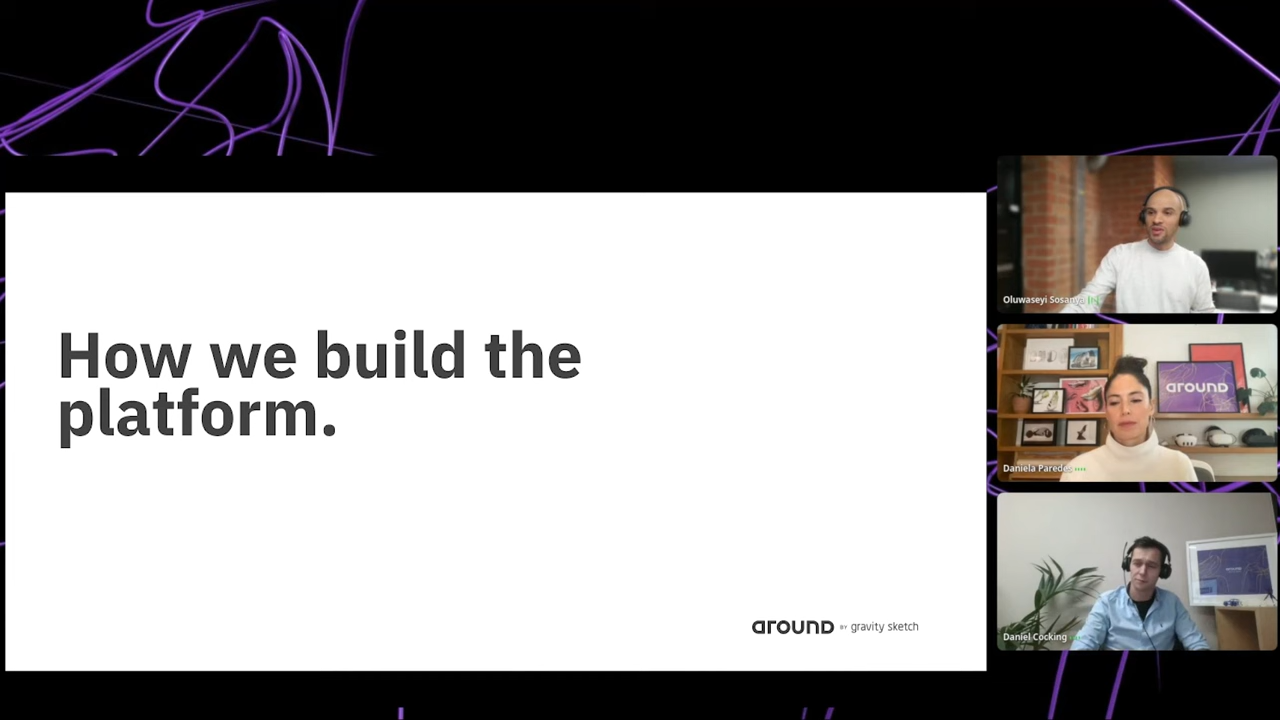 How we build the
platform.
around BY gravity sketch
Oluwaseyi Sosanya
around
Daniela Paredes
Daniel Cocking